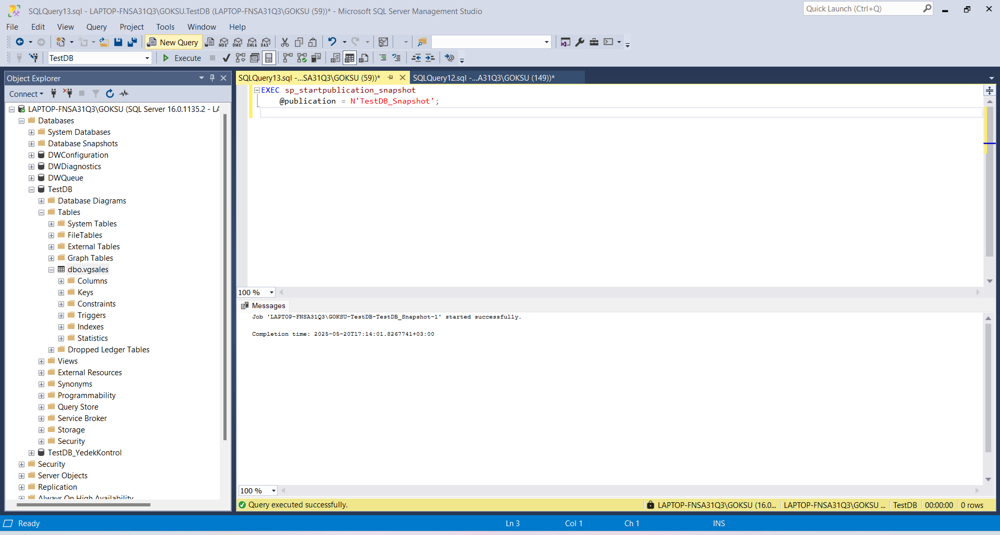 SQLQuery13.sql - LAPTOP-FNSA31Q3\GOKSU.TestDB (LAPTOP-FNSA31Q3\GOKSU (59))* - Microsoft SQL Server Management Studio
Quick Launch (Ctrl+Q)
File Edit View Query Project Tools Window Help
New Query MDX DMX XMLA DAX
TestDB Execute
Object Explorer
Connect
LAPTOP-FNSA31Q3\GOKSU (SQL Server 16.0.1135.2 - LA
Databases
System Databases
Database Snapshots
DWConfiguration
DWDiagnostics
DWQueue
TestDB
Database Diagrams
Tables
System Tables
FileTables
External Tables
Graph Tables
dbo.vgsales
Columns
Keys
Constraints
Triggers
Indexes
Statistics
Dropped Ledger Tables
Views
External Resources
Synonyms
Programmability
Query Store
Service Broker
Storage
Security
TestDB_YedekKontrol
Security
Server Objects
Replication
Always On High Availability
SQLQuery13.sql -...SA31Q3\GOKSU (59))* SQLQuery12.sql -...A31Q3\GOKSU (149))*
EXEC sp_startpublication_snapshot
@publication = N'TestDB_Snapshot';
100 %
Messages
Job 'LAPTOP-FNSA31Q3\GOKSU-TestDB-TestDB_Snapshot-1' started successfully.
Completion time: 2025-05-20T17:14:01.8267741+03:00
100 %
Query executed successfully. LAPTOP-FNSA31Q3\GOKSU (16.0... LAPTOP-FNSA31Q3\GOKSU ... TestDB 00:00:00 0 rows
Ready Ln 3 Col 1 Ch 1 INS